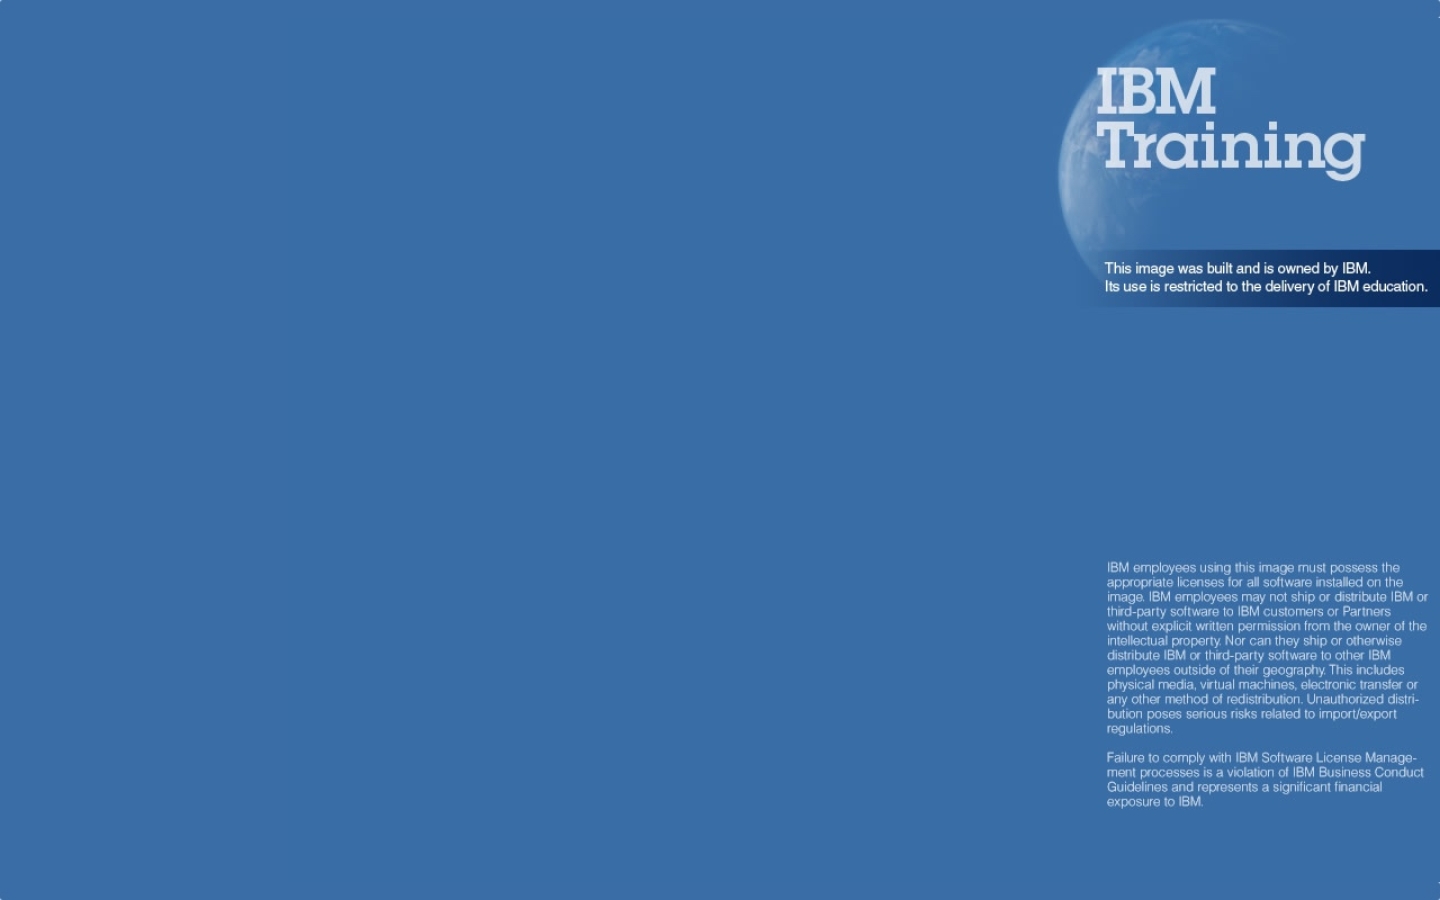 IBM
Training
This image was built and is owned by IBM.
Its use is restricted to the delivery of IBM education.
IBM employees using this image must possess the
appropriate licenses for all software installed on the
image. IBM employees may not ship or distribute IBM or
third-party software to IBM customers or Partners
without explicit written permission from the owner of the
intellectual property. Nor can they ship or otherwise
distribute IBM or third-party software to other IBM
employees outside of their geography. This includes
physical media, virtual machines, electronic transfer or
any other method of redistribution. Unauthorized distri-
bution poses serious risks related to import/export
regulations.
Failure to comply with IBM Software License Manage-
ment processes is a violation of IBM Business Conduct
Guidelines and represents a significant financial
exposure to IBM.